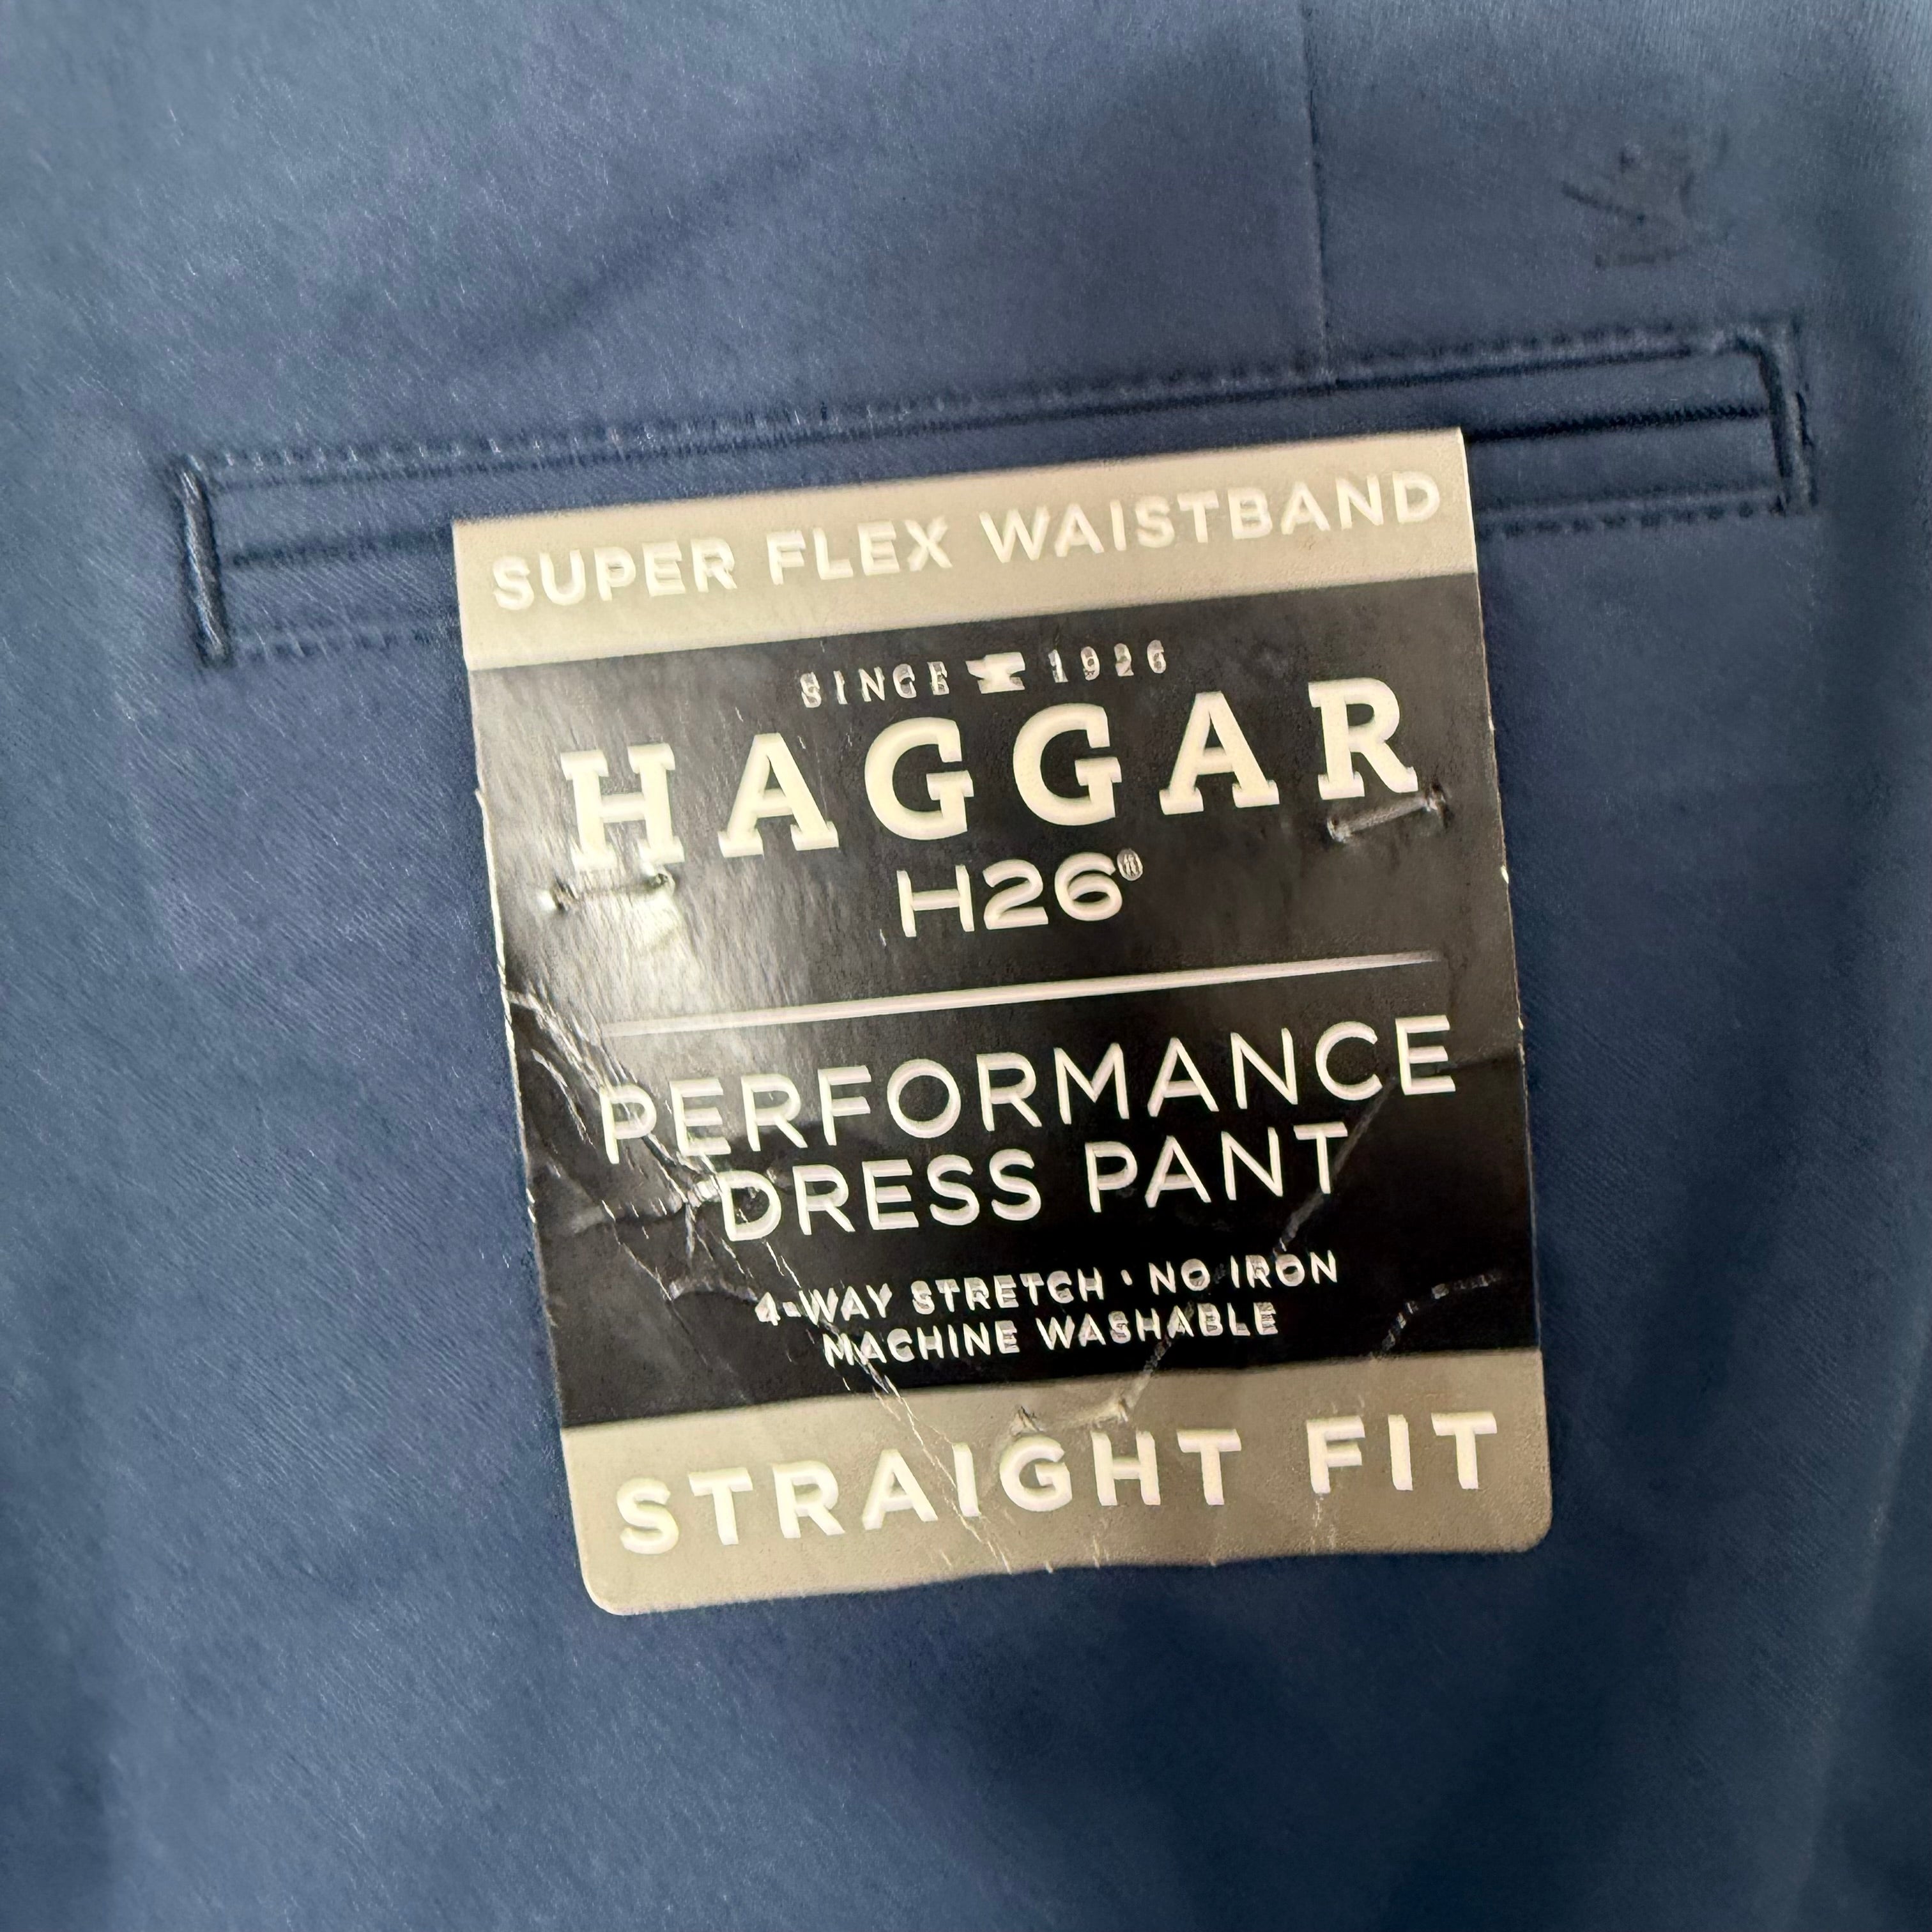 SUPER FLEX WAISTBAND
SINCE 1926
HAGGAR
H26®
PERFORMANCE
DRESS PANT
4-WAY STRETCH • NO IRON
MACHINE WASHABLE
STRAIGHT FIT